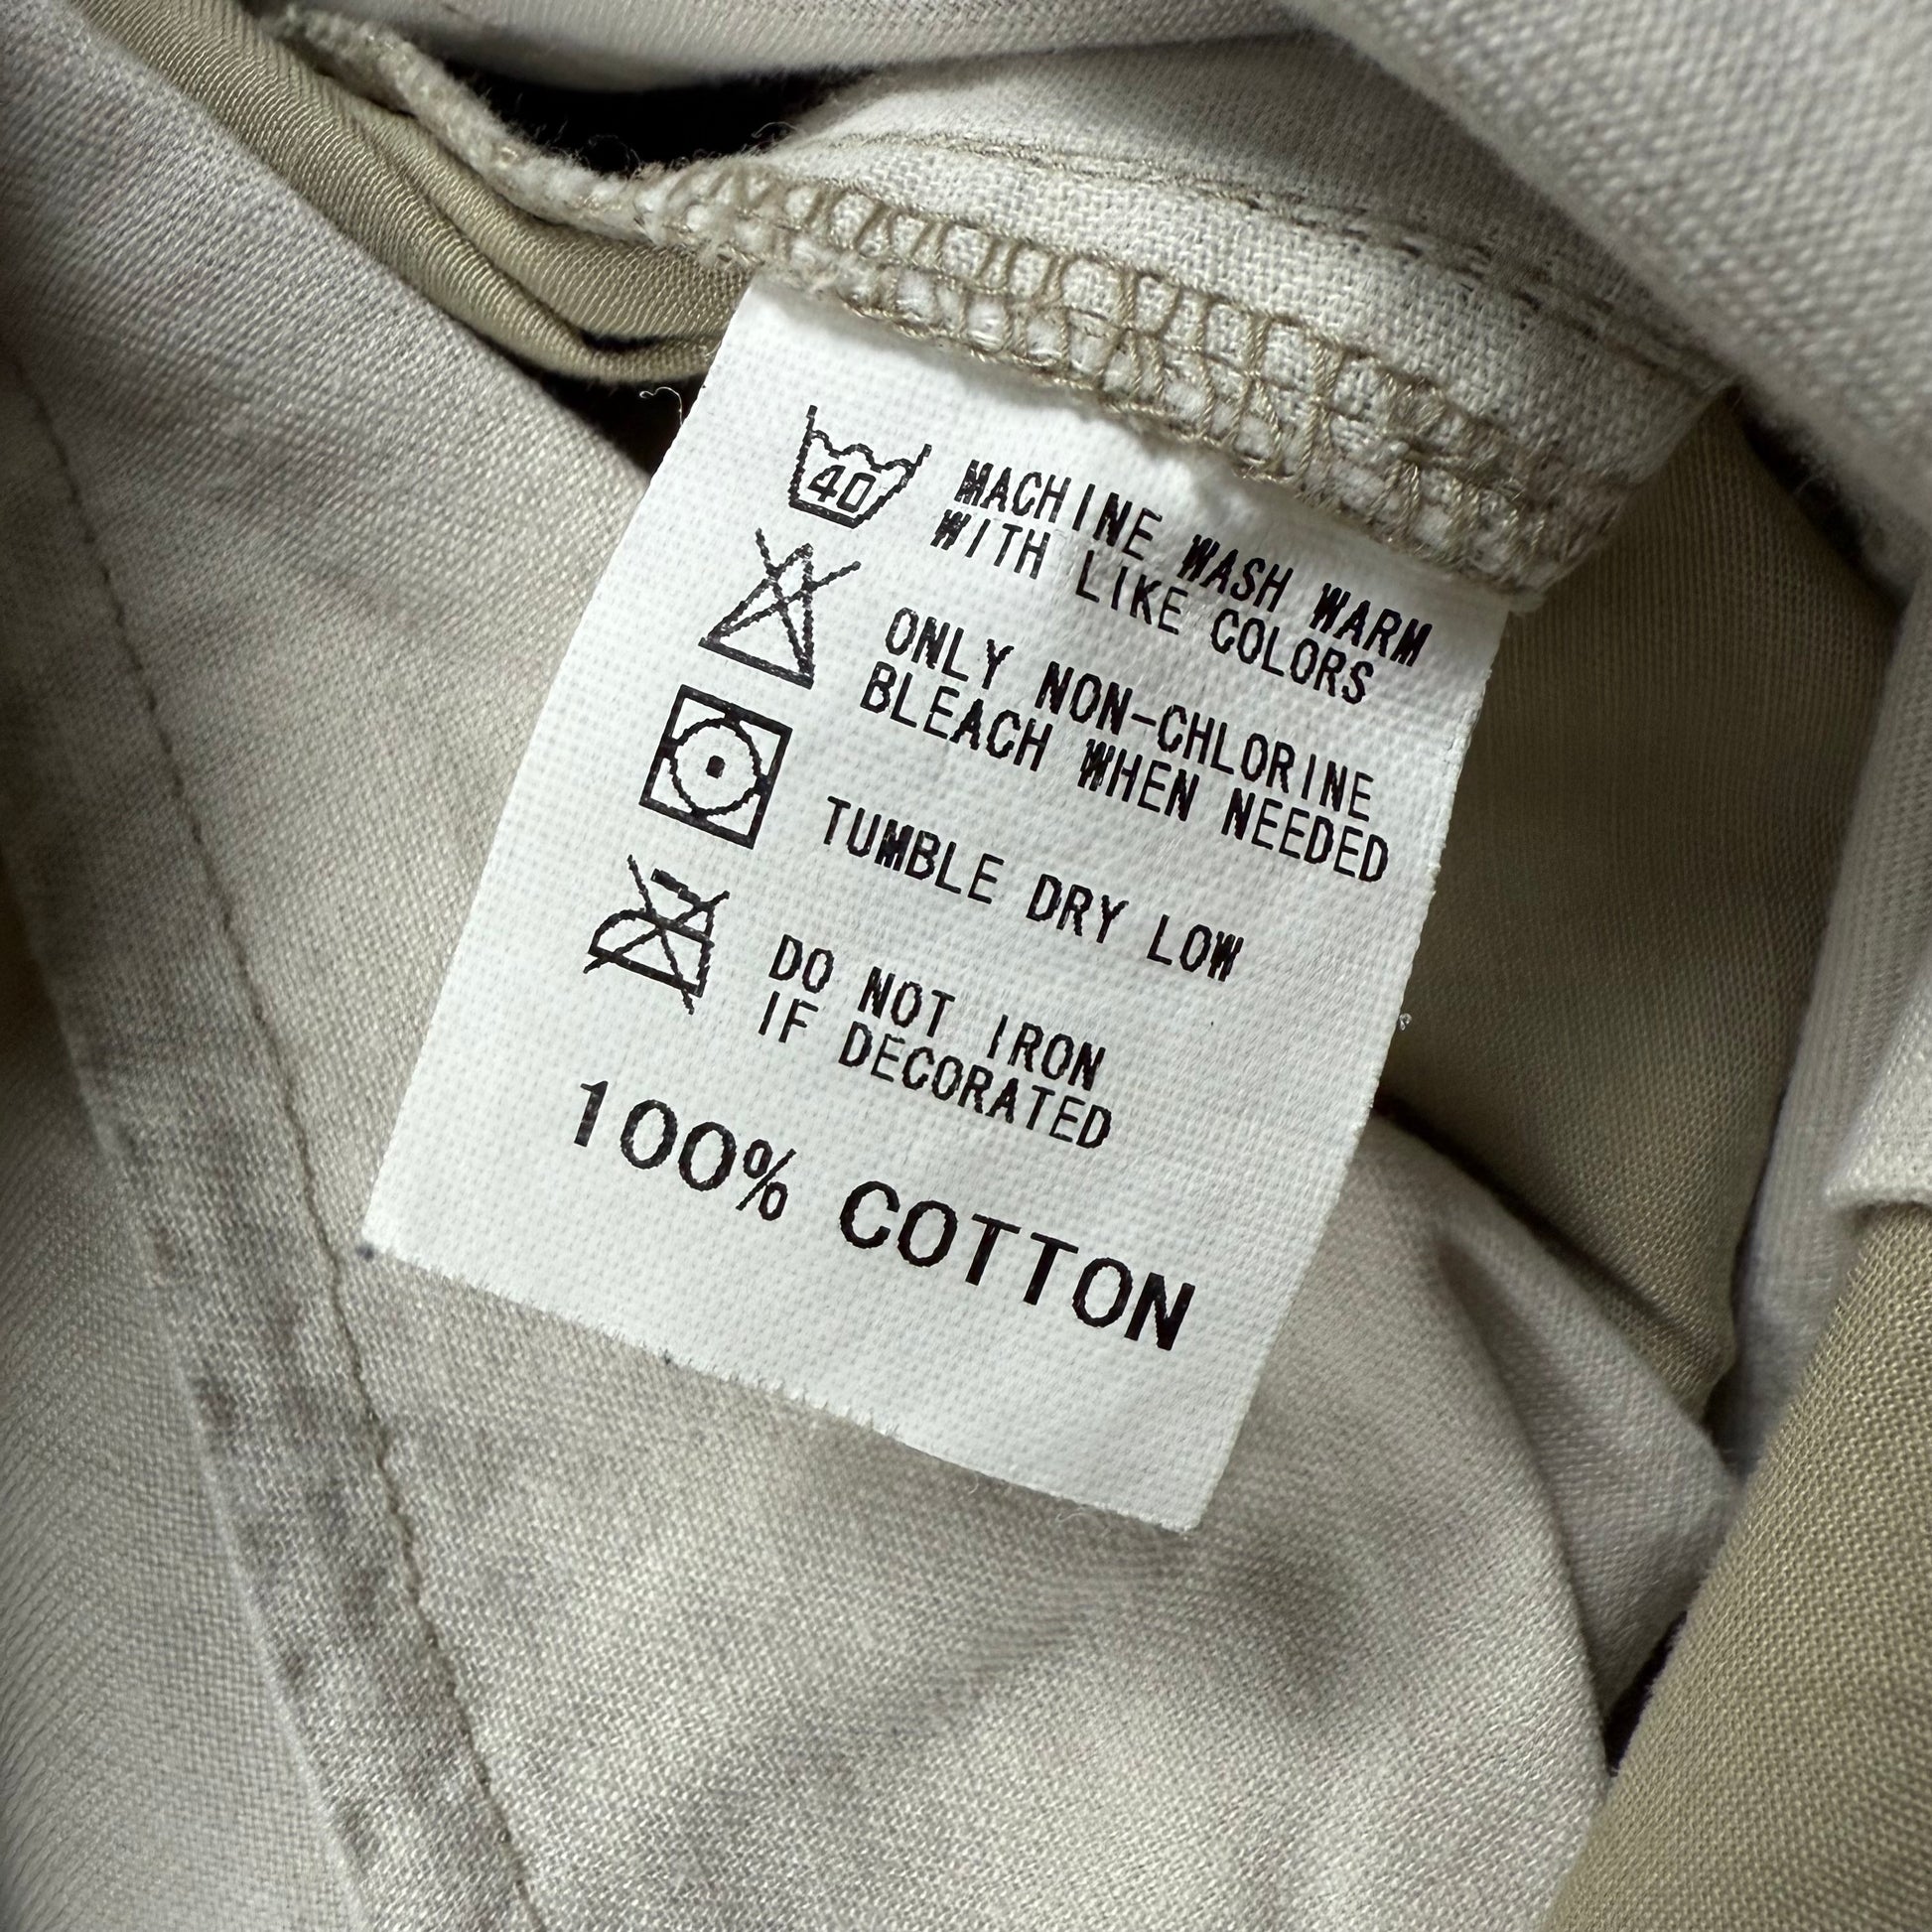 40
MACHINE WASH WARM
WITH LIKE COLORS
ONLY NON-CHLORINE
BLEACH WHEN NEEDED
TUMBLE DRY LOW
DO NOT IRON
IF DECORATED
100% COTTON